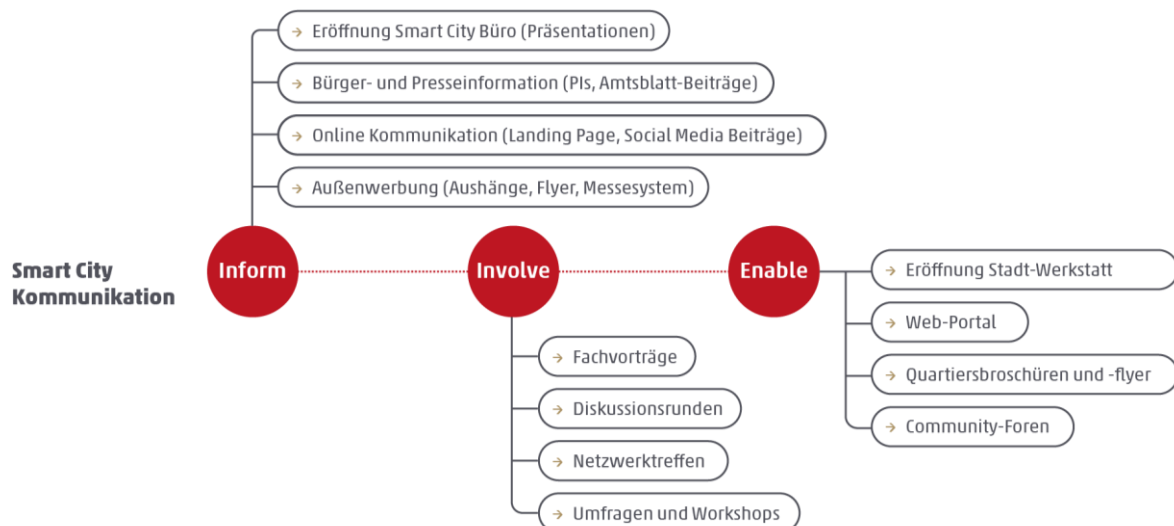 Smart City
Kommunikation
Inform
→ Eröffnung Smart City Büro (Präsentationen)
→ Bürger- und Presseinformation (PIs, Amtsblatt-Beiträge)
→ Online Kommunikation (Landing Page, Social Media Beiträge)
→ Außenwerbung (Aushänge, Flyer, Messesystem)
Involve
→ Fachvorträge
→ Diskussionsrunden
→ Netzwerktreffen
→ Umfragen und Workshops
Enable
→ Eröffnung Stadt-Werkstatt
→ Web-Portal
→ Quartiersbroschüren und -flyer
→ Community-Foren